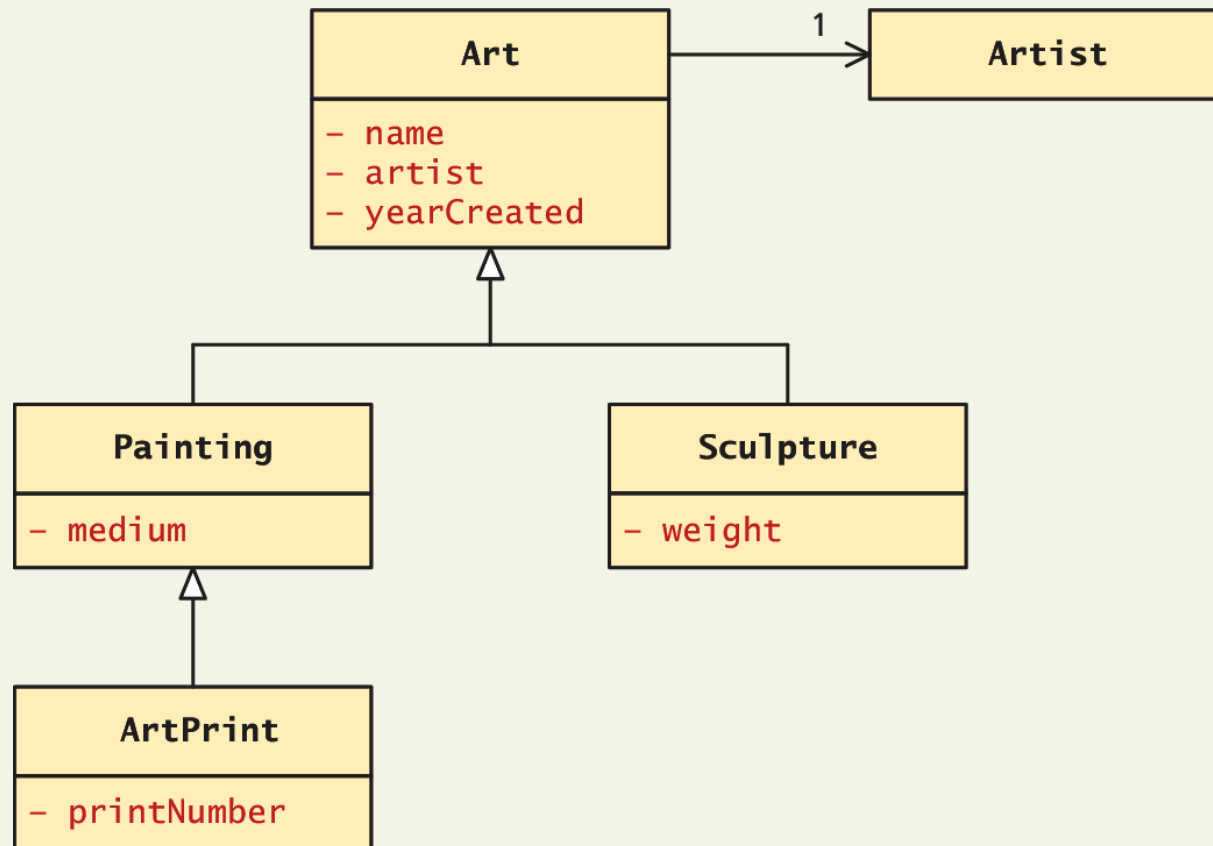 1
Art
Artist
– name
– artist
– yearCreated
Painting
Sculpture
– medium
– weight
ArtPrint
– printNumber